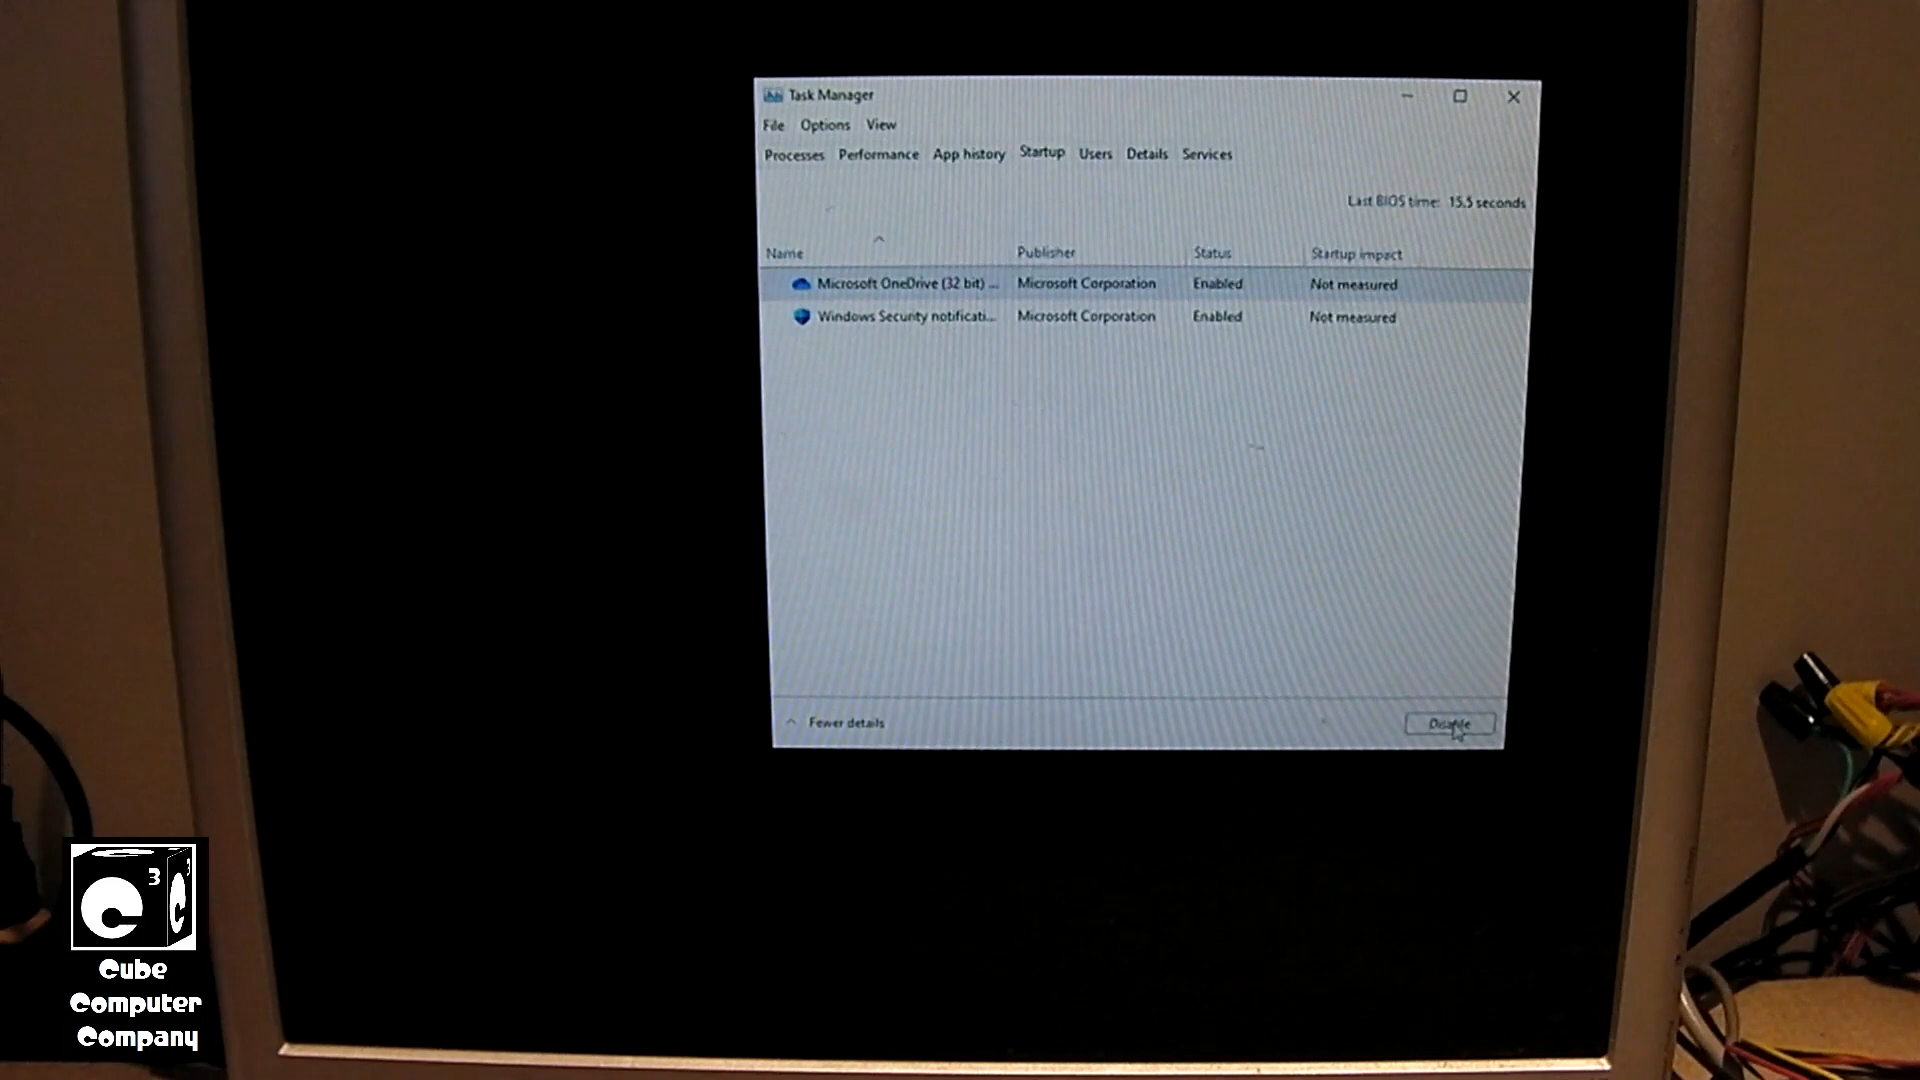 Task Manager
File Options View
Processes Performance App history Startup Users Details Services
Last BIOS time: 15.5 seconds
Name Publisher Status Startup impact
Microsoft OneDrive (32 bit) ... Microsoft Corporation Enabled Not measured
Windows Security notificati... Microsoft Corporation Enabled Not measured
Fewer details Disable
C 3 C 3
Cube
Computer
Company